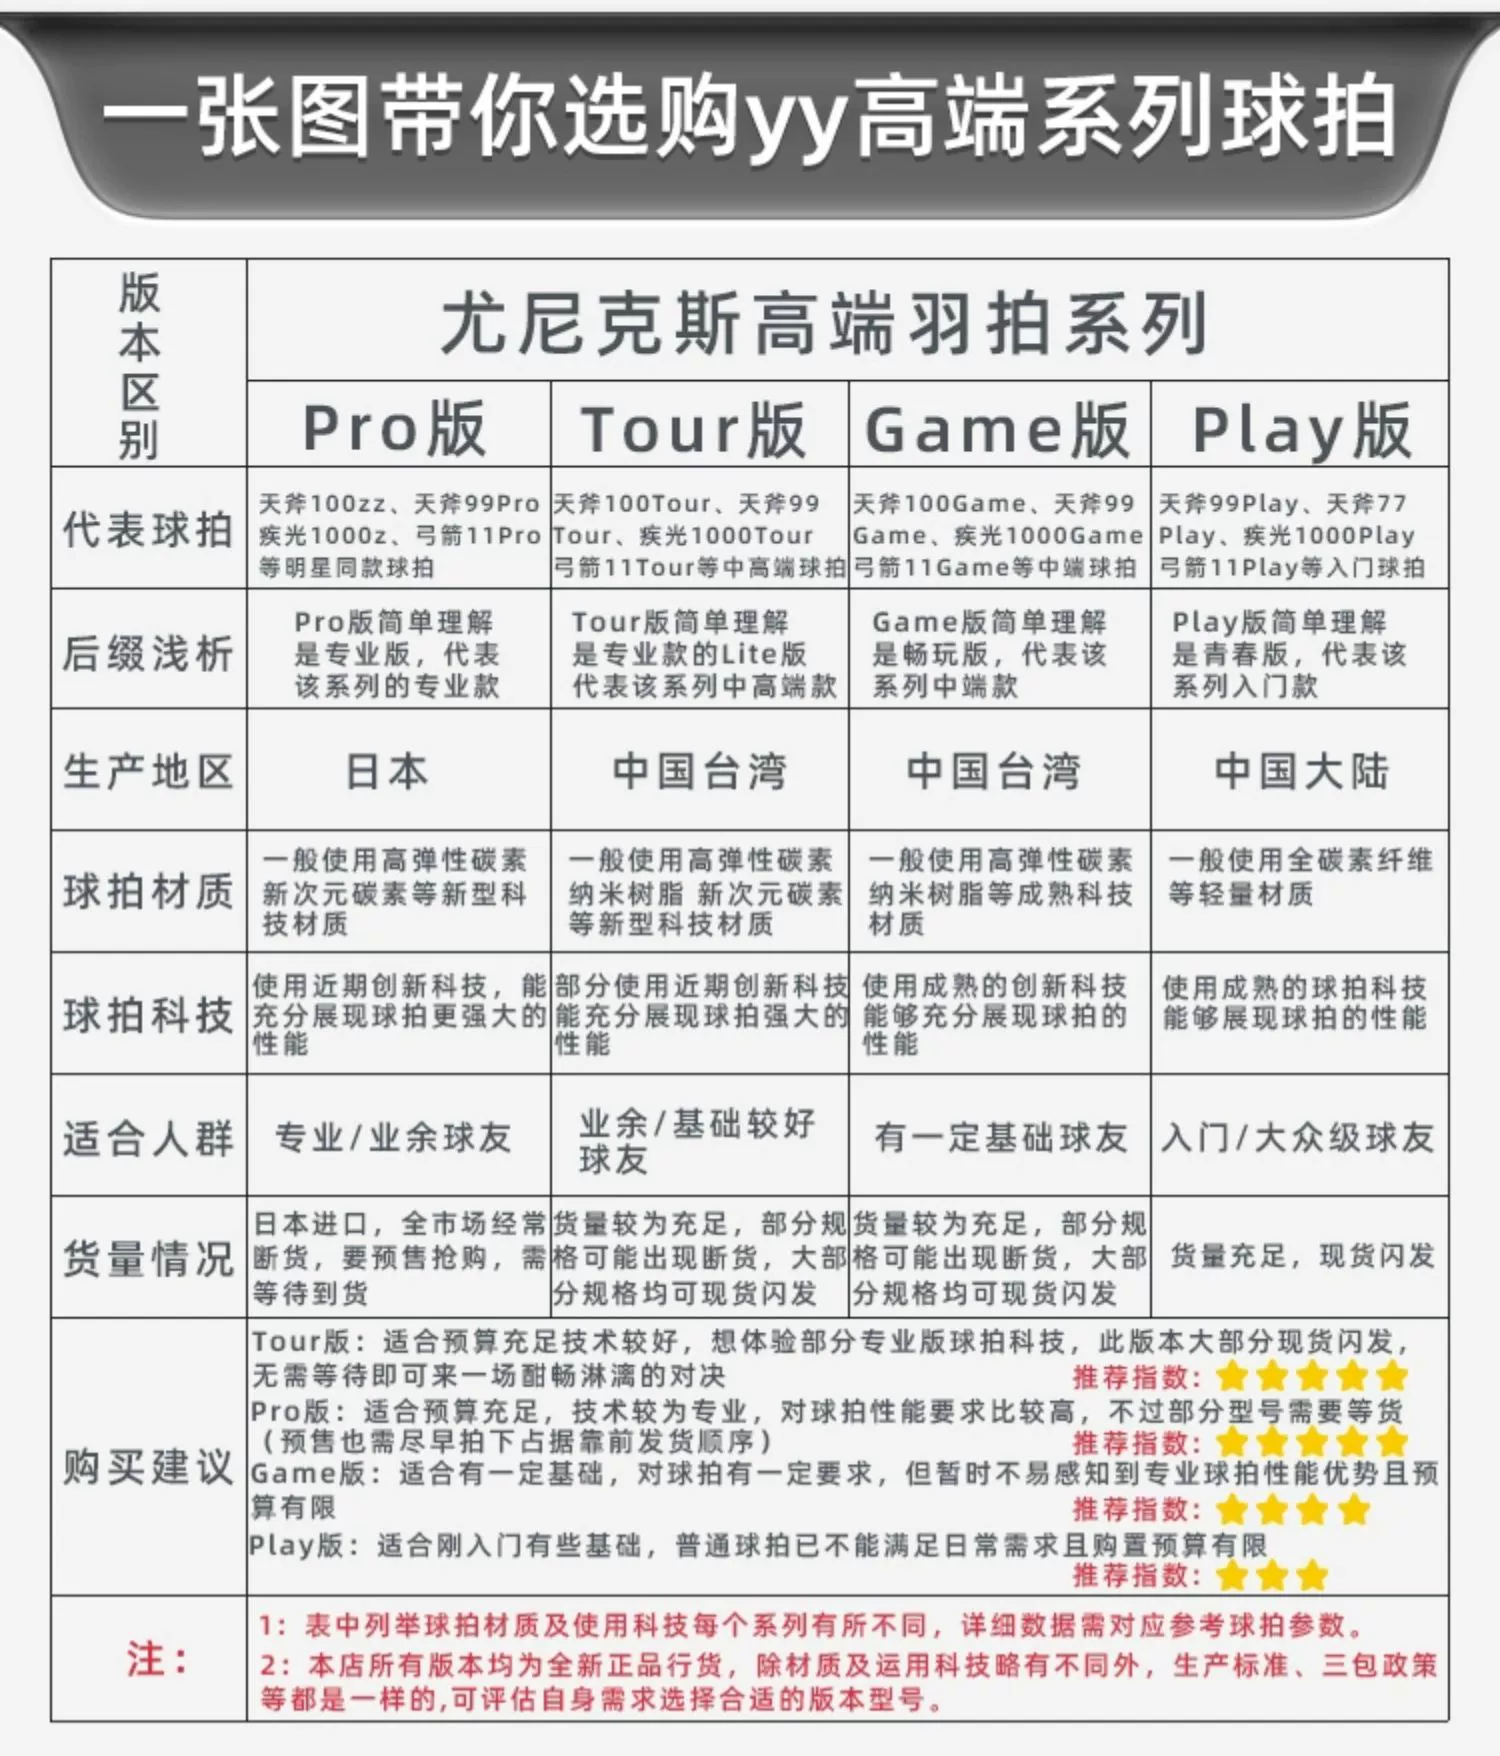 一张图带你选购yy高端系列球拍
版本区别
尤尼克斯高端羽拍系列
Pro版
Tour版
Game版
Play版
代表球拍
天斧100zz、天斧99Pro
疾光1000z、弓箭11Pro
等明星同款球拍
天斧100Tour、天斧99
Tour、疾光1000Tour
弓箭11Tour等中高端球拍
天斧100Game、天斧99
Game、疾光1000Game
弓箭11Game等中端球拍
天斧99Play、天斧77
Play、疾光1000Play
弓箭11Play等入门球拍
后缀浅析
Pro版简单理解
是专业版，代表
该系列的专业款
Tour版简单理解
是专业款的Lite版
代表该系列中高端款
Game版简单理解
是畅玩版，代表该
系列中端款
Play版简单理解
是青春版，代表该
系列入门款
生产地区
日本
中国台湾
中国台湾
中国大陆
球拍材质
一般使用高弹性碳素
新次元碳素等新型科
技材质
一般使用高弹性碳素
纳米树脂 新次元碳素
等新型科技材质
一般使用高弹性碳素
纳米树脂等成熟科技
材质
一般使用全碳素纤维
等轻量材质
球拍科技
使用近期创新科技，能
充分展现球拍更强大的
性能
部分使用近期创新科技
能充分展现球拍强大的
性能
使用成熟的创新科技
能够充分展现球拍的
性能
使用成熟的球拍科技
能够展现球拍的性能
适合人群
专业/业余球友
业余/基础较好
球友
有一定基础球友
入门/大众级球友
货量情况
日本进口，全市场经常
断货，要预售抢购，需
等待到货
货量较为充足，部分规
格可能出现断货，大部
分规格均可现货闪发
货量较为充足，部分规
格可能出现断货，大部
分规格均可现货闪发
货量充足，现货闪发
购买建议
Tour版：适合预算充足技术较好，想体验部分专业版球拍科技，此版本大部分现货闪发，
无需等待即可来一场酣畅淋漓的对决 推荐指数：
Pro版：适合预算充足，技术较为专业，对球拍性能要求比较高，不过部分型号需要等货
（预售也需尽早拍下占据靠前发货顺序） 推荐指数：
Game版：适合有一定基础，对球拍有一定要求，但暂时不易感知到专业球拍性能优势且预
算有限 推荐指数：
Play版：适合刚入门有些基础，普通球拍已不能满足日常需求且购置预算有限
推荐指数：
注：
1：表中列举球拍材质及使用科技每个系列有所不同，详细数据需对应参考球拍参数。
2：本店所有版本均为全新正品行货，除材质及运用科技略有不同外，生产标准、三包政策
等都是一样的,可评估自身需求选择合适的版本型号。